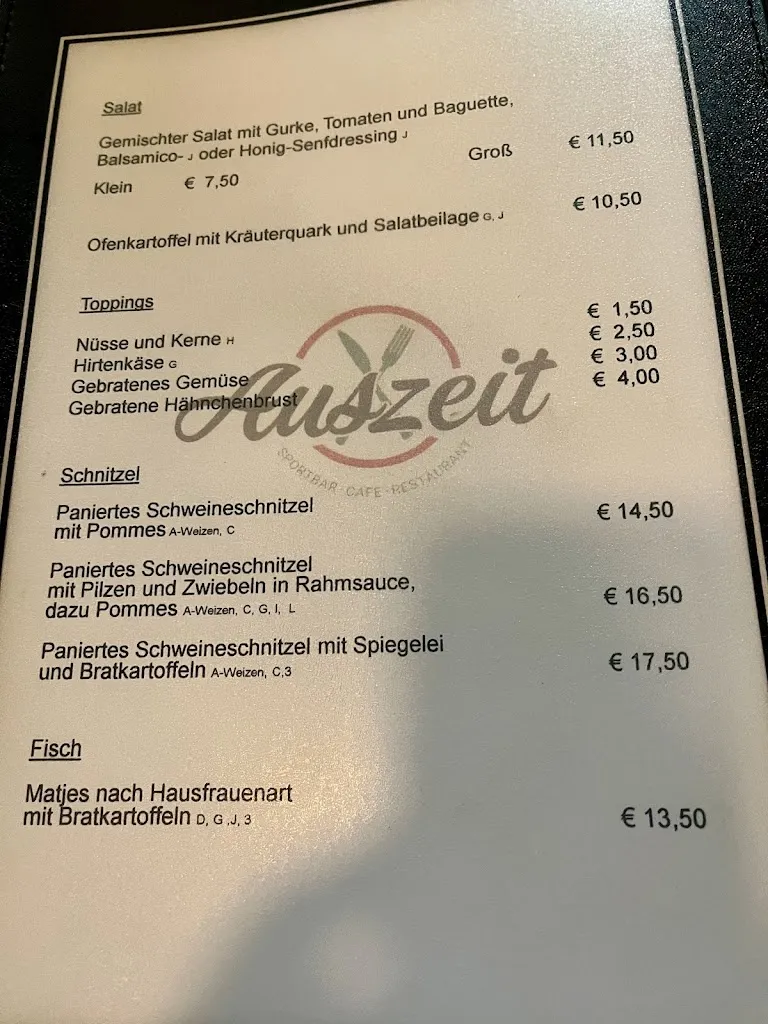 Salat
Gemischter Salat mit Gurke, Tomaten und Baguette,
Balsamico- J oder Honig-Senfdressing J
Klein € 7,50 Groß € 11,50
Ofenkartoffel mit Kräuterquark und Salatbeilage G, J € 10,50
Toppings
Nüsse und Kerne H € 1,50
Hirtenkäse G € 2,50
Gebratenes Gemüse € 3,00
Gebratene Hähnchenbrust € 4,00
Auszeit
SPORTBAR · CAFE · RESTAURANT
Schnitzel
Paniertes Schweineschnitzel
mit Pommes A-Weizen, C € 14,50
Paniertes Schweineschnitzel
mit Pilzen und Zwiebeln in Rahmsauce,
dazu Pommes A-Weizen, C, G, I, L € 16,50
Paniertes Schweineschnitzel mit Spiegelei
und Bratkartoffeln A-Weizen, C,3 € 17,50
Fisch
Matjes nach Hausfrauenart
mit Bratkartoffeln D, G ,J, 3 € 13,50